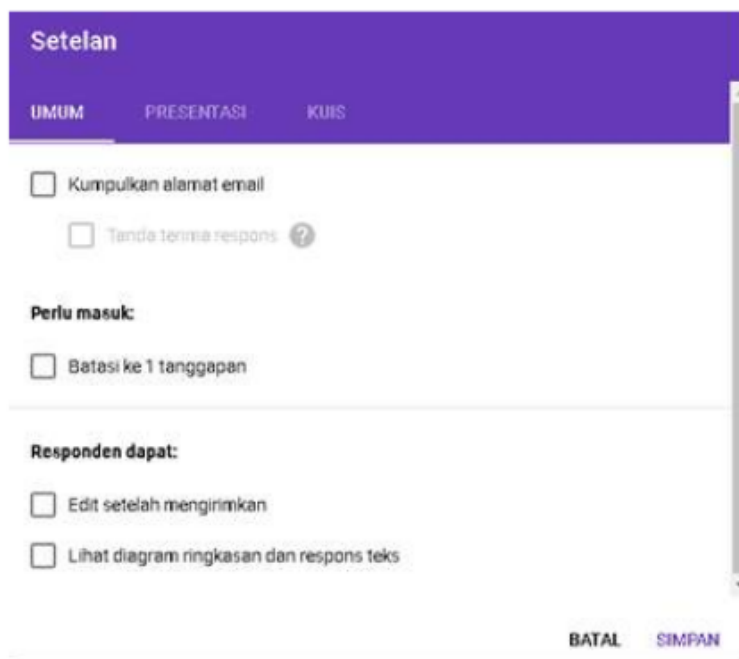 Setelan
UMUM PRESENTASI KUIS
Kumpulkan alamat email
Tanda terima respons ?
Perlu masuk:
Batasi ke 1 tanggapan
Responden dapat:
Edit setelah mengirimkan
Lihat diagram ringkasan dan respons teks
BATAL SIMPAN